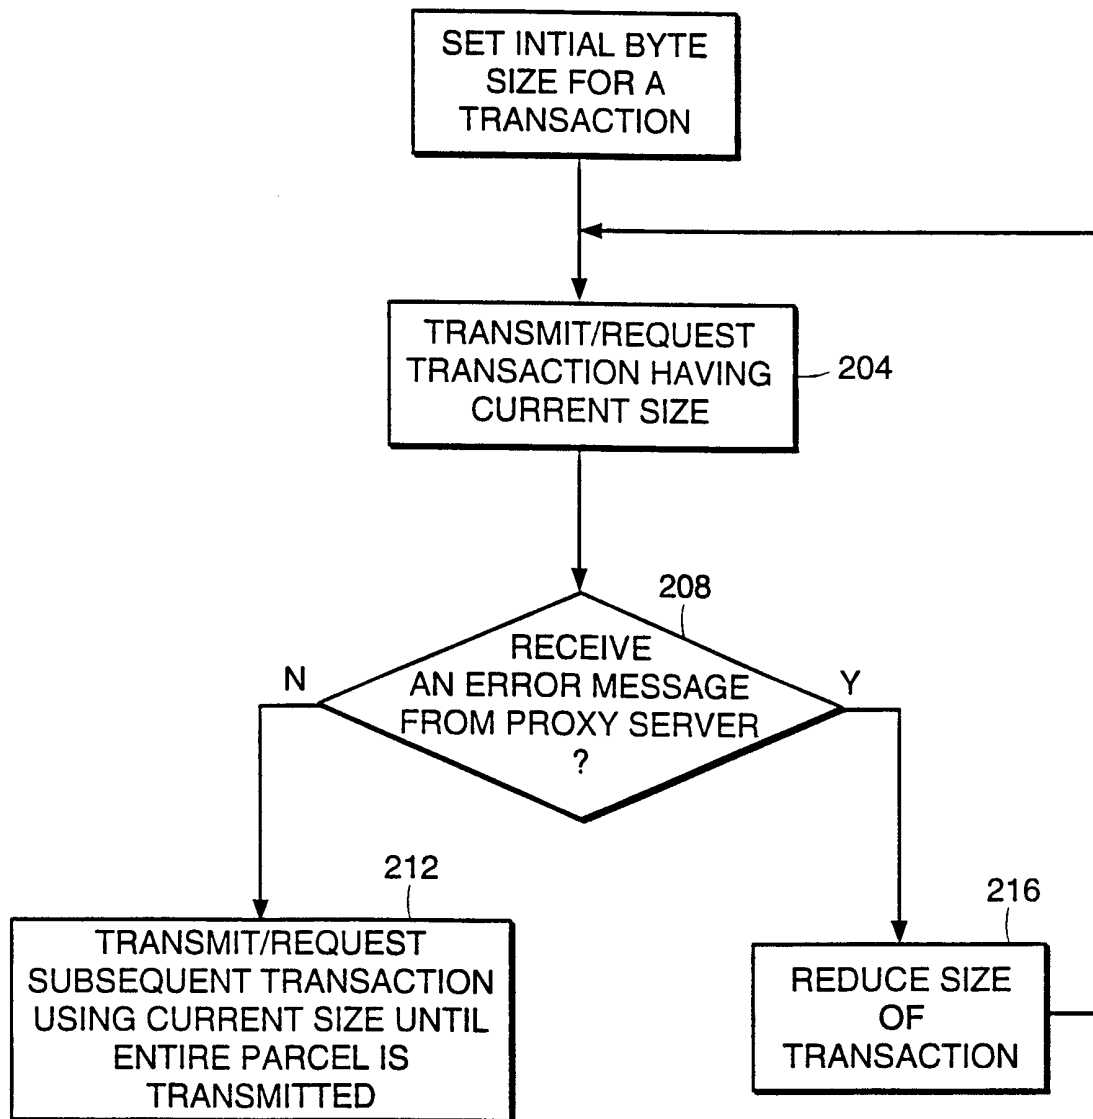 SET INTIAL BYTE
SIZE FOR A
TRANSACTION
TRANSMIT/REQUEST
TRANSACTION HAVING
CURRENT SIZE
204
208
RECEIVE
AN ERROR MESSAGE
FROM PROXY SERVER
?
N
Y
212
TRANSMIT/REQUEST
SUBSEQUENT TRANSACTION
USING CURRENT SIZE UNTIL
ENTIRE PARCEL IS
TRANSMITTED
216
REDUCE SIZE
OF
TRANSACTION